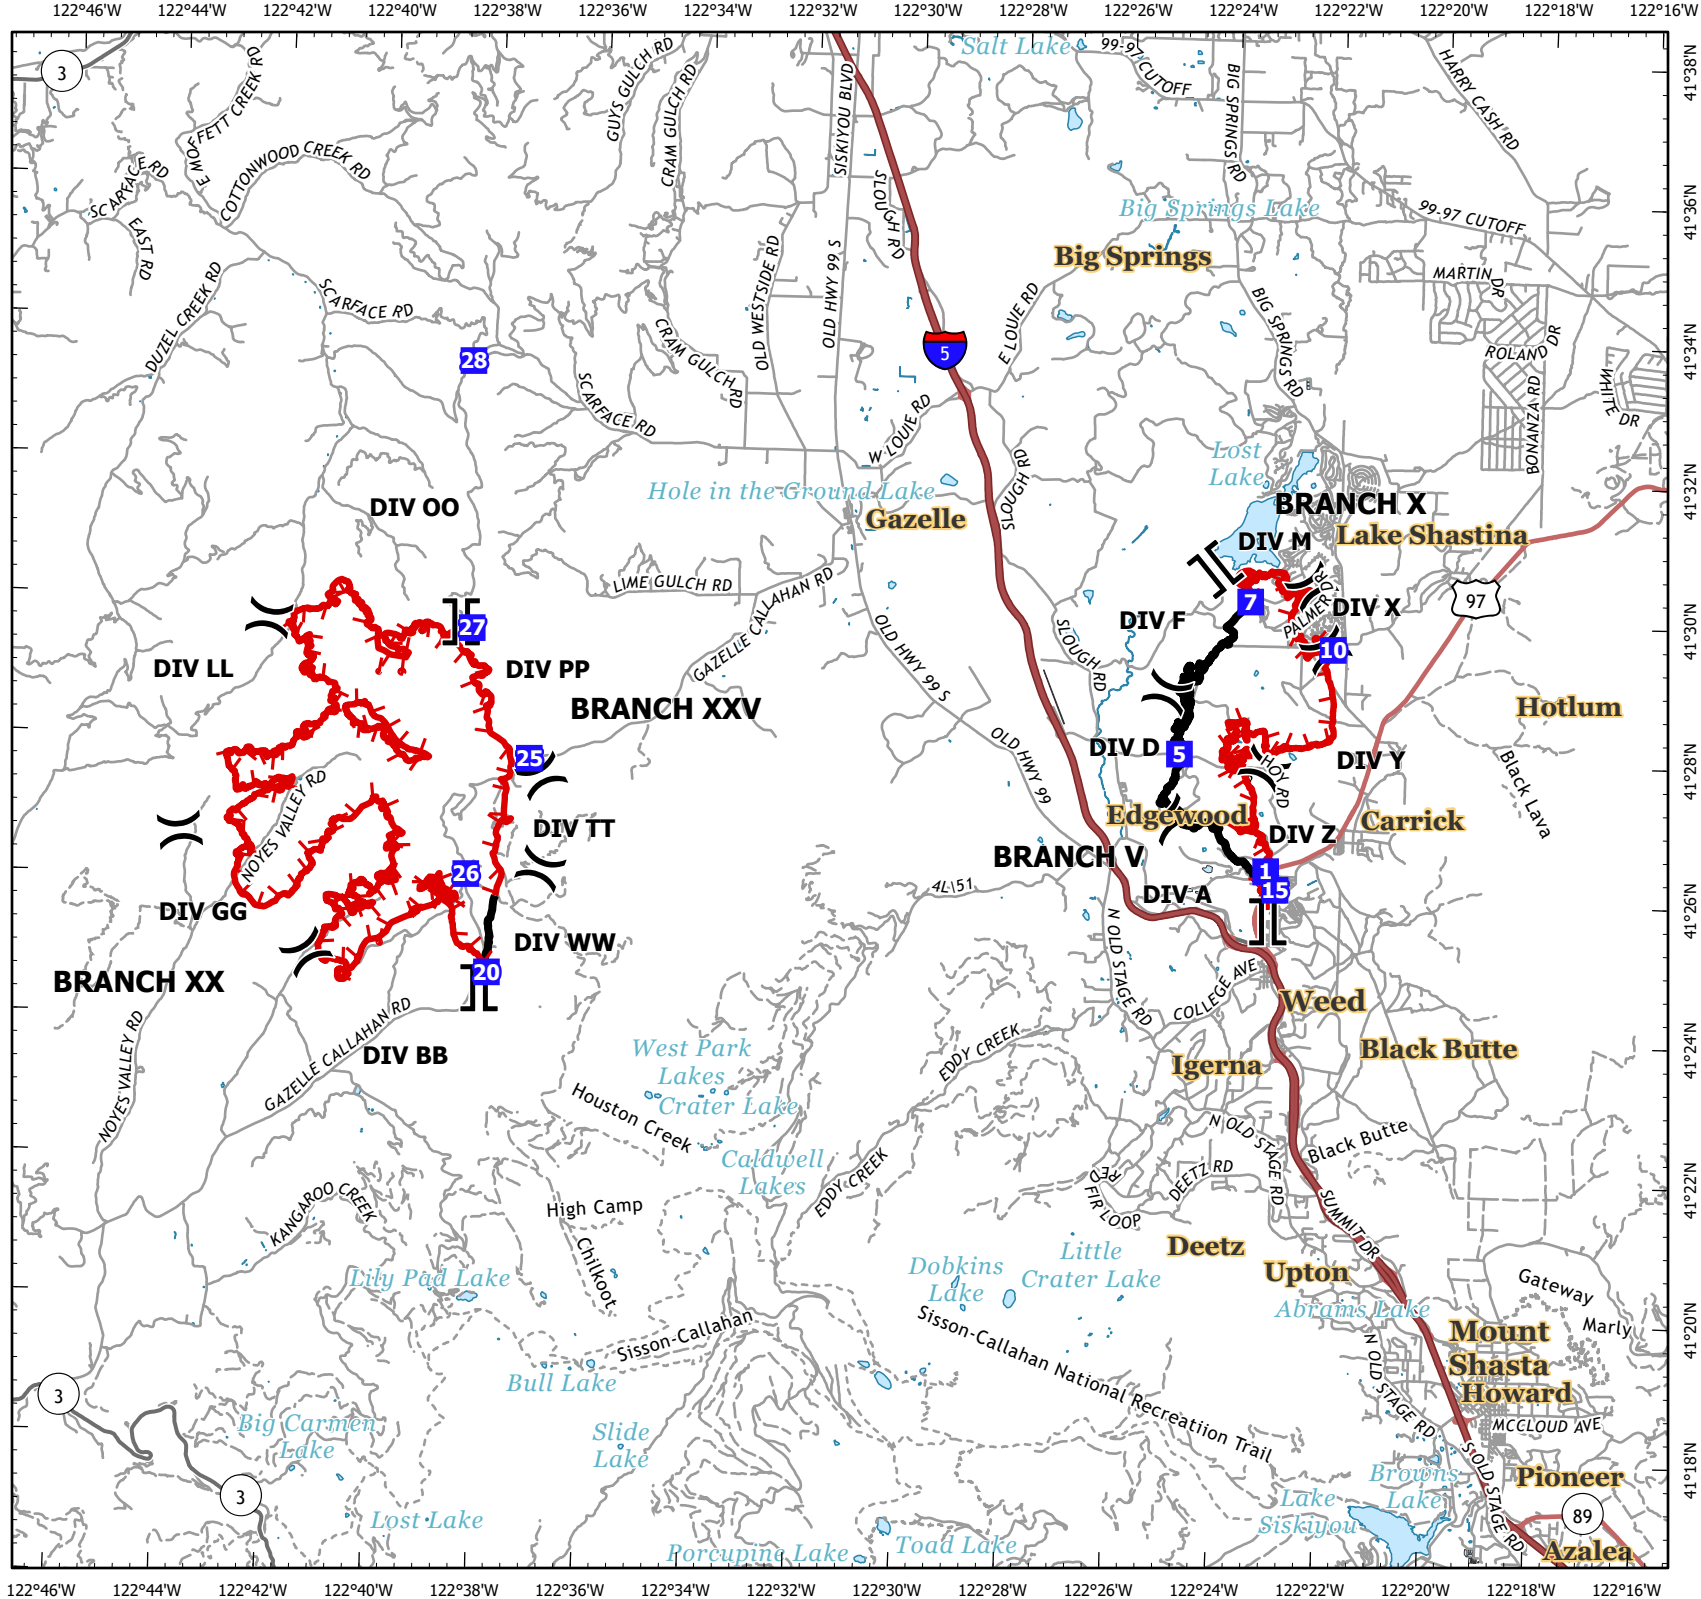 122°46'W 122°44'W 122°40'W 122°38'W 122°36'W 122°34'W 122°32'W 122°30'W 122°28'W 122°26'W 122°24'W 122°22'W 122°20'W 122°18'W 122°16'W
3
MOFFETT CREEK RD
GUYS GULCH RD
CRAM GULCH RD
SISKIYOU BLVD
Salt Lake
99-97 CUTOFF
BIG SPRINGS RD
HARRY CASH RD
41°38'N
SCARFACE RD
COTTONWOOD CREEK RD
EAST RD
SLOUGH RD
Big Springs Lake
99-97 CUTOFF
41°36'N
DUZEL CREEK RD
SCARFACE RD
OLD WESTSIDE RD
OLD HWY 99 S
Big Springs
MARTIN DR
BIG SPRINGS RD
E LOUIE RD
5
28
CRAM GULCH RD
SCARFACE RD
W LOUIE RD
ROLAND DR
WHITE DR
BONANZA RD
41°34'N
Lost
Lake
Hole in the Ground Lake
Gazelle
SLOUGH RD
DIV OO
BRANCH X
DIV M
Lake Shastina
41°32'N
LIME GULCH RD
GAZELLE CALLAHAN RD
27
7
PALMER DR
DIV X
97
DIV F
DIV LL
DIV PP
OLD HWY 99 S
SLOUGH RD
10
41°30'N
BRANCH XXV
OLD HWY 99
Hotlum
25
DIV D
5
HOY RD
DIV Y
Black Lava
41°28'N
NOYES VALLEY RD
DIV TT
Edgewood
DIV Z
Carrick
BRANCH V
26
1
15
4L\51
DIV A
DIV GG
41°26'N
DIV WW
N OLD STAGE RD
BRANCH XX
20
COLLEGE AVE
Weed
NOYES VALLEY RD
GAZELLE CALLAHAN RD
DIV BB
West Park
Lakes
Crater Lake
EDDY CREEK
Igerna
Black Butte
41°24'N
Houston Creek
Caldwell
Lakes
EDDY CREEK
N OLD STAGE RD
Black Butte
RED
FIR LOOP
DEETZ RD
41°22'N
KANGAROO CREEK
High Camp
Chilkoot
SUMMIT DR
Deetz
Little
Crater Lake
Dobkins
Lake
Upton
Lily Pad Lake
Abrams Lake
Gateway
Marly
41°20'N
Sisson-Callahan
Sisson-Callahan National Recreatiion Trail
N OLD STAGE RD
Mount
Shasta
Howard
3
Bull Lake
MCCLOUD AVE
Big Carmen
Lake
Slide
Lake
S OLD STAGE RD
Pioneer
41°18'N
3
Browns
Lake
Lake
Siskiyou
89
Lost Lake
Porcupine Lake
Toad Lake
Azalea
122°46'W 122°44'W 122°42'W 122°40'W 122°38'W 122°36'W 122°34'W 122°32'W 122°30'W 122°28'W 122°26'W 122°24'W 122°22'W 122°20'W 122°18'W 122°16'W